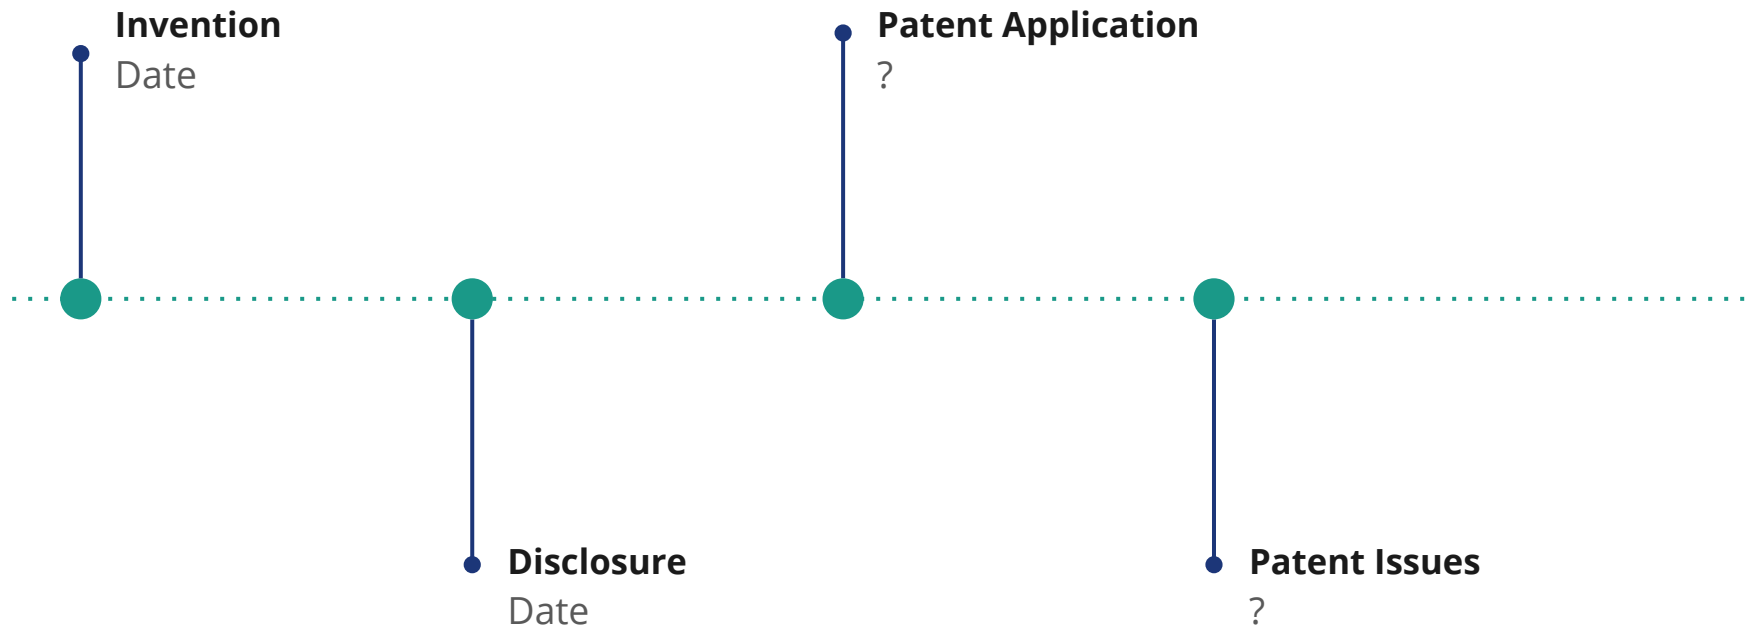 Invention
Date
Disclosure
Date
Patent Application
?
Patent Issues
?